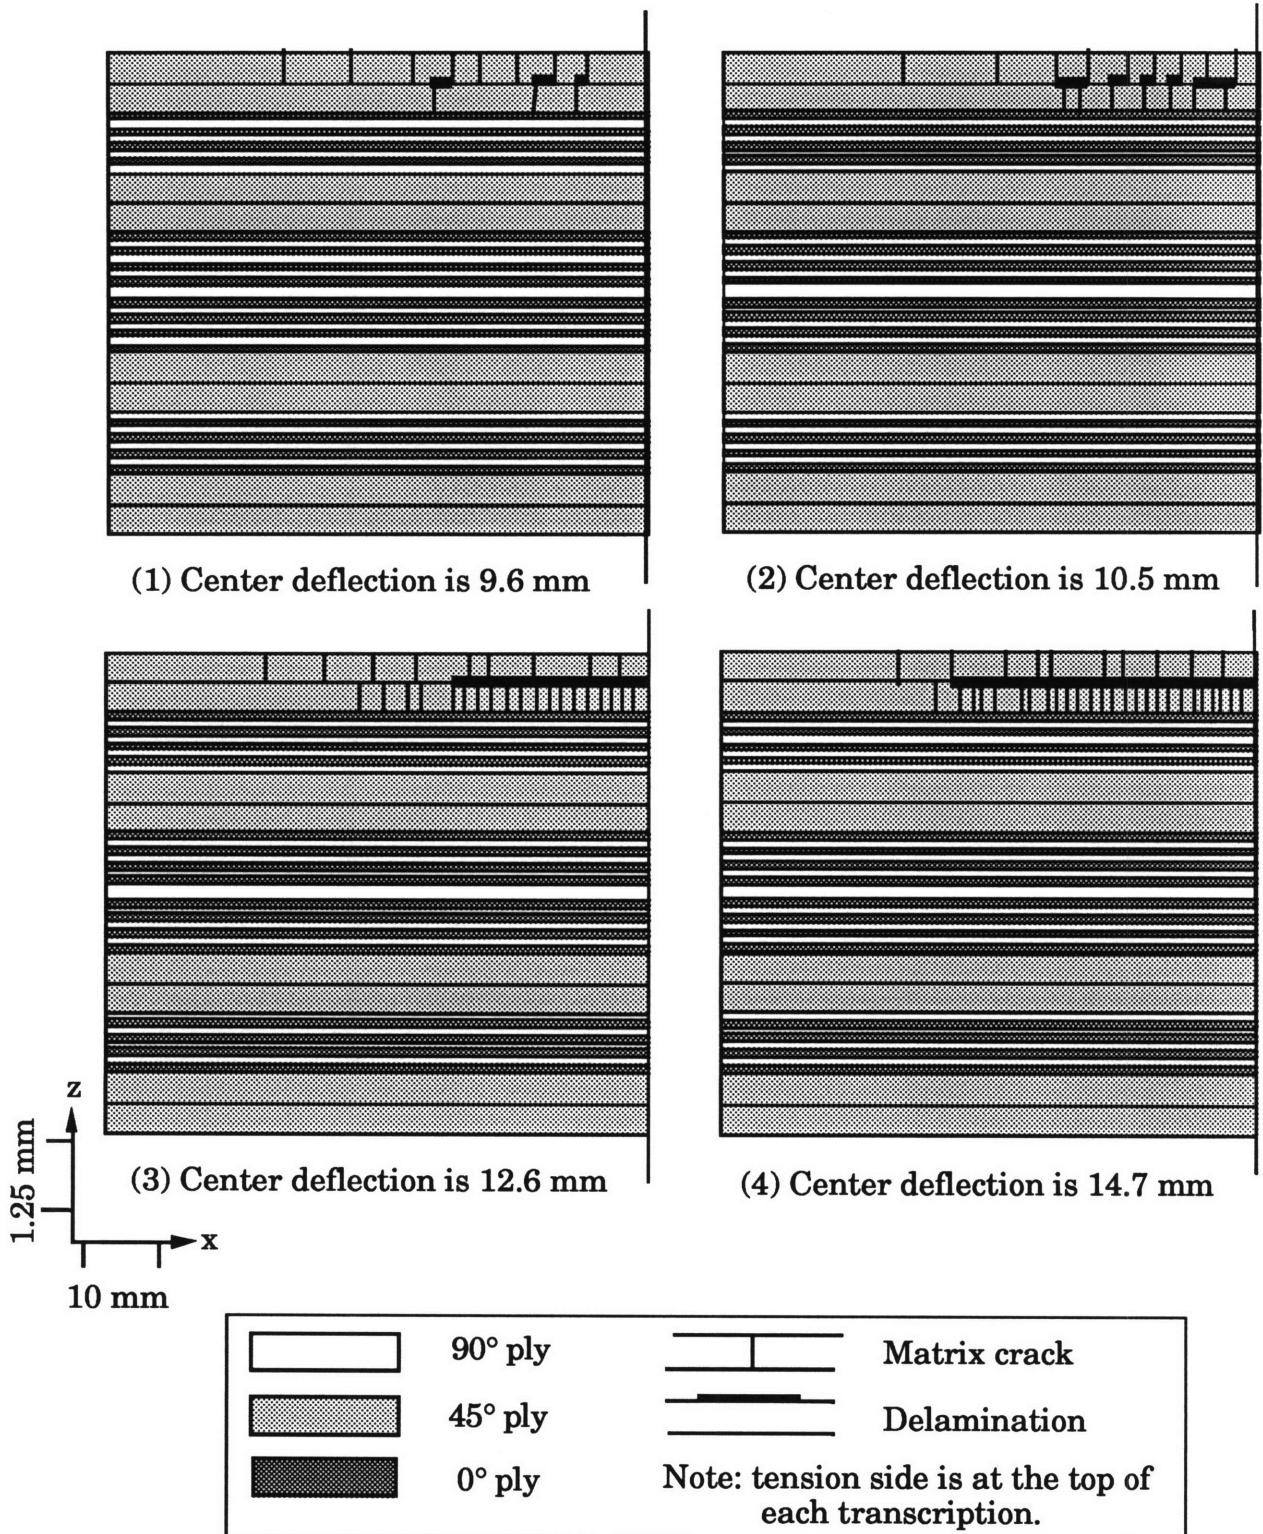 (1) Center deflection is 9.6 mm
(2) Center deflection is 10.5 mm
(3) Center deflection is 12.6 mm
(4) Center deflection is 14.7 mm
z
1.25 mm
x
10 mm
90° ply
Matrix crack
45° ply
Delamination
0° ply
Note: tension side is at the top of
each transcription.